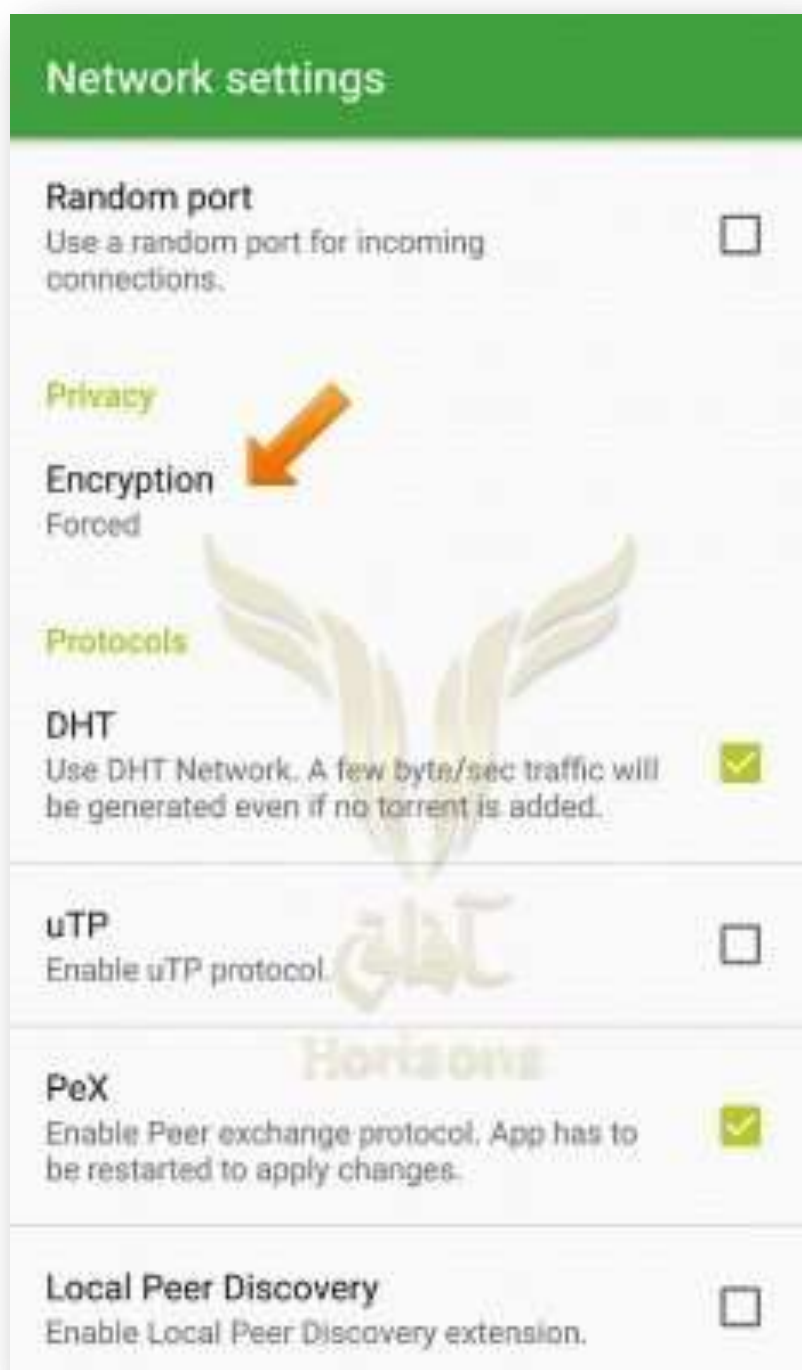 Network settings
Random port
Use a random port for incoming
connections.
Privacy
Encryption
Forced
Protocols
DHT
Use DHT Network. A few byte/sec traffic will
be generated even if no torrent is added.
uTP
Enable uTP protocol.
آفاق
Horizons
PeX
Enable Peer exchange protocol. App has to
be restarted to apply changes.
Local Peer Discovery
Enable Local Peer Discovery extension.